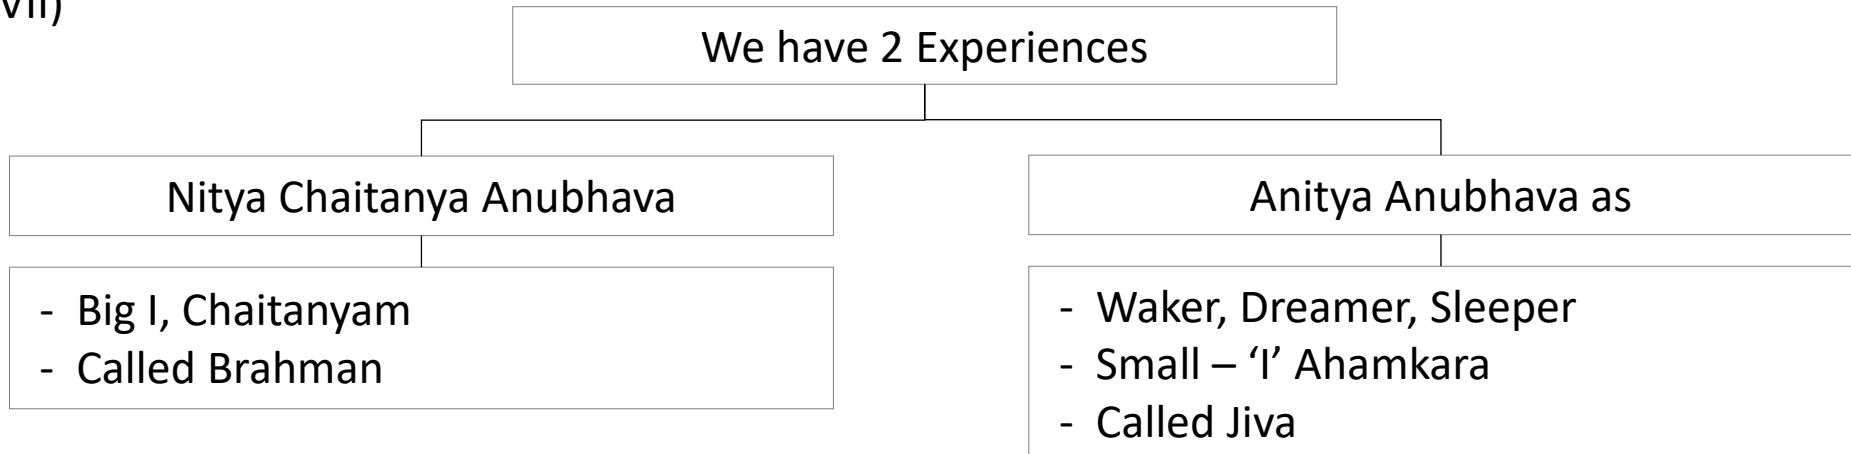 VII)
We have 2 Experiences
Nitya Chaitanya Anubhava
Anitya Anubhava as
- Big I, Chaitanyam
- Called Brahman
- Waker, Dreamer, Sleeper
- Small – ‘I’ Ahamkara
- Called Jiva